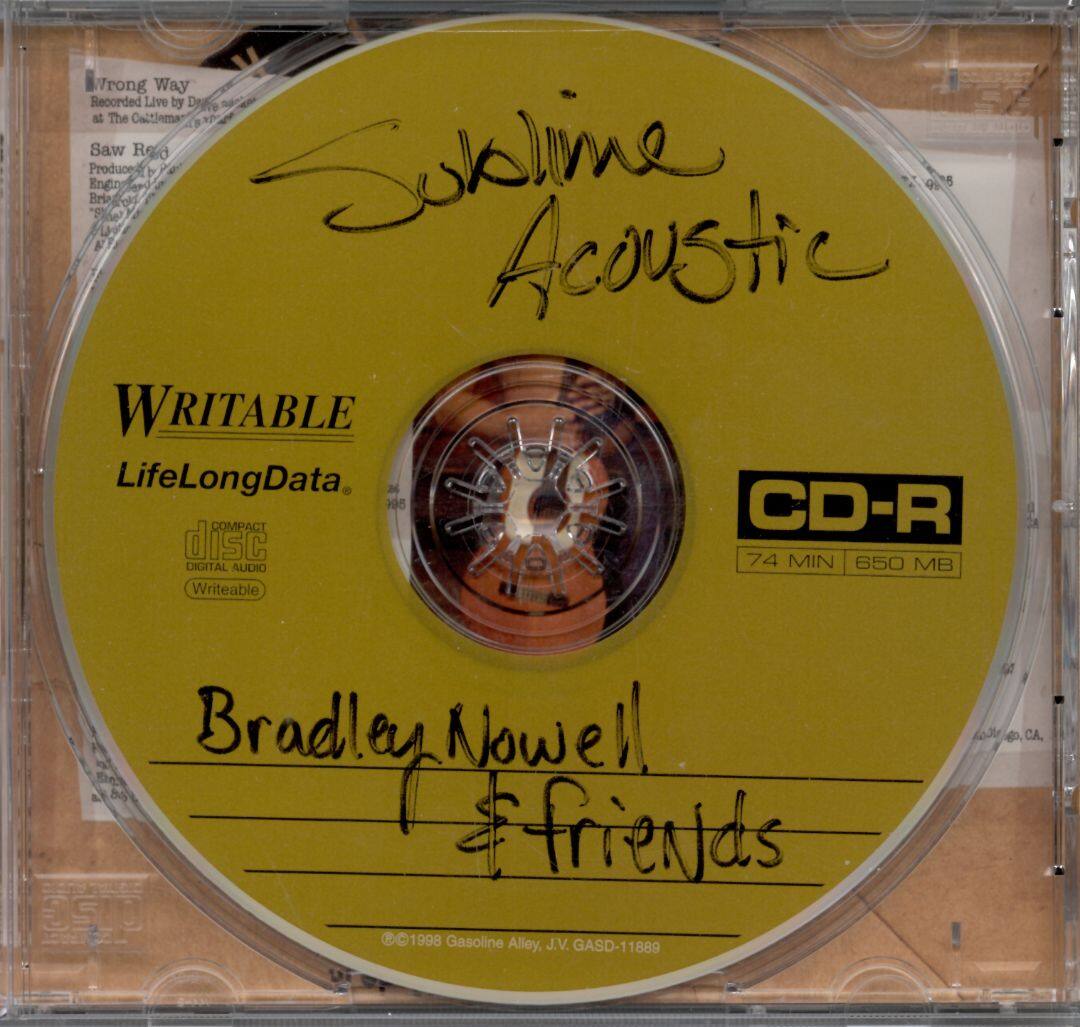 Wrong Way
Recorded Live by
at The
Saw Red
Sublime
Acoustic
WRITABLE
LifeLongData®
COMPACT
disc
DIGITAL AUDIO
Writeable
CD-R
74 MIN 650 MB
Bradley Nowell
& friends
℗©1998 Gasoline Alley, J.V. GASD-11889